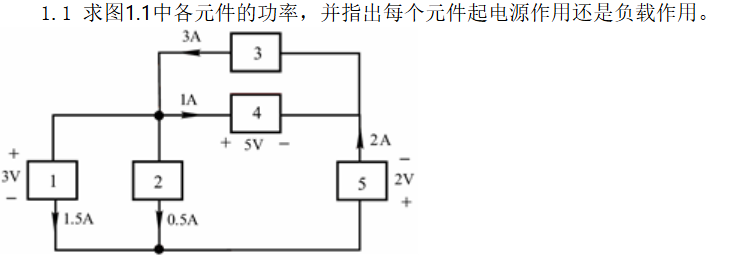 1.1 求图1.1中各元件的功率，并指出每个元件起电源作用还是负载作用。
3A
3
1A
4
+ 5V −
2A
+
3V
−
1
2
5
−
2V
+
1.5A
0.5A